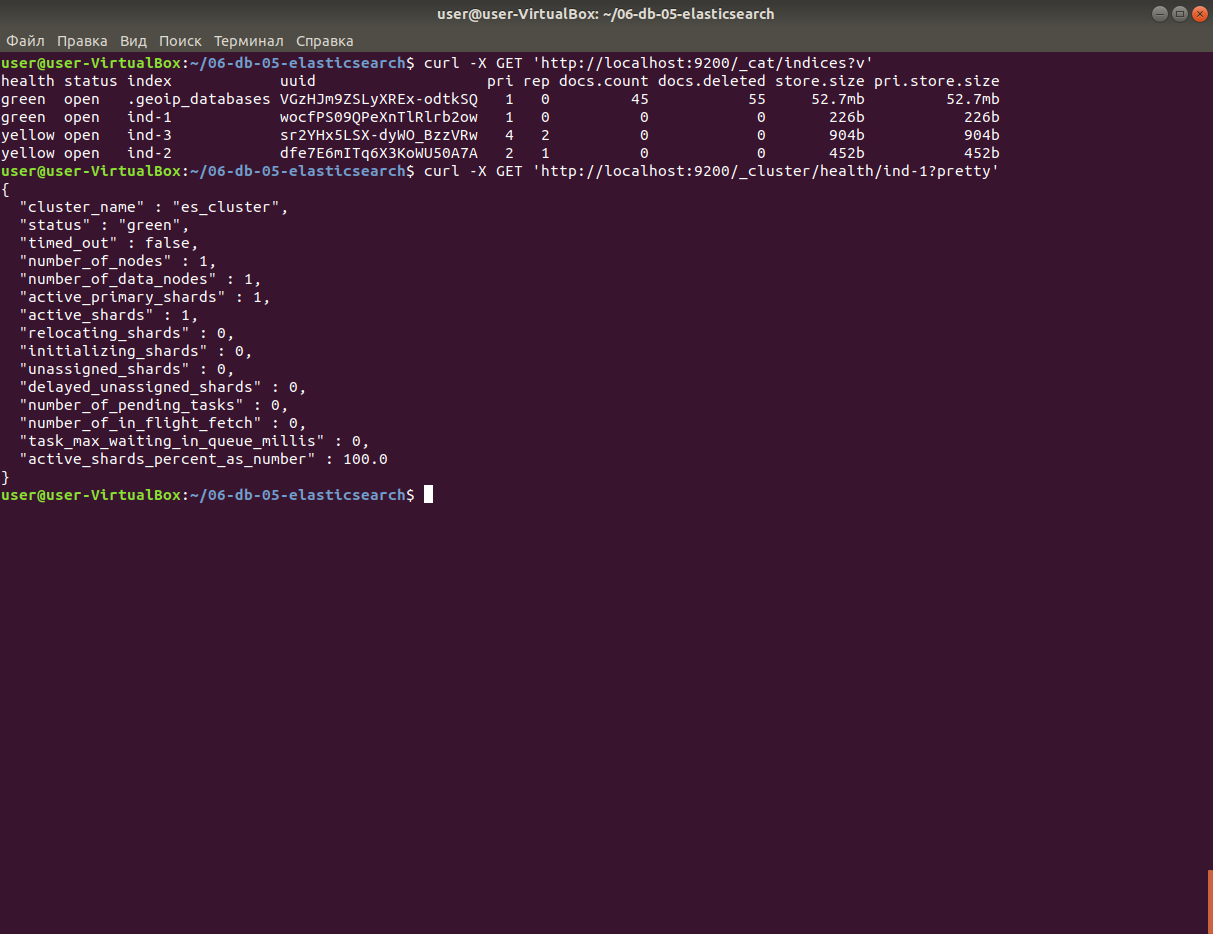 user@user-VirtualBox: ~/06-db-05-elasticsearch
Файл Правка Вид Поиск Терминал Справка
user@user-VirtualBox:~/06-db-05-elasticsearch$ curl -X GET 'http://localhost:9200/_cat/indices?v'
health status index            uuid                   pri rep docs.count docs.deleted store.size pri.store.size
green  open   .geoip_databases VGzHJm9ZSLyXREx-odtkSQ   1   0         45           55     52.7mb         52.7mb
green  open   ind-1            wocfPS09QPeXnTlRlrb2ow   1   0          0            0       226b           226b
yellow open   ind-3            sr2YHx5LSX-dyWO_BzzVRw   4   2          0            0       904b           904b
yellow open   ind-2            dfe7E6mITq6X3KoWU50A7A   2   1          0            0       452b           452b
user@user-VirtualBox:~/06-db-05-elasticsearch$ curl -X GET 'http://localhost:9200/_cluster/health/ind-1?pretty'
{
  "cluster_name" : "es_cluster",
  "status" : "green",
  "timed_out" : false,
  "number_of_nodes" : 1,
  "number_of_data_nodes" : 1,
  "active_primary_shards" : 1,
  "active_shards" : 1,
  "relocating_shards" : 0,
  "initializing_shards" : 0,
  "unassigned_shards" : 0,
  "delayed_unassigned_shards" : 0,
  "number_of_pending_tasks" : 0,
  "number_of_in_flight_fetch" : 0,
  "task_max_waiting_in_queue_millis" : 0,
  "active_shards_percent_as_number" : 100.0
}
user@user-VirtualBox:~/06-db-05-elasticsearch$